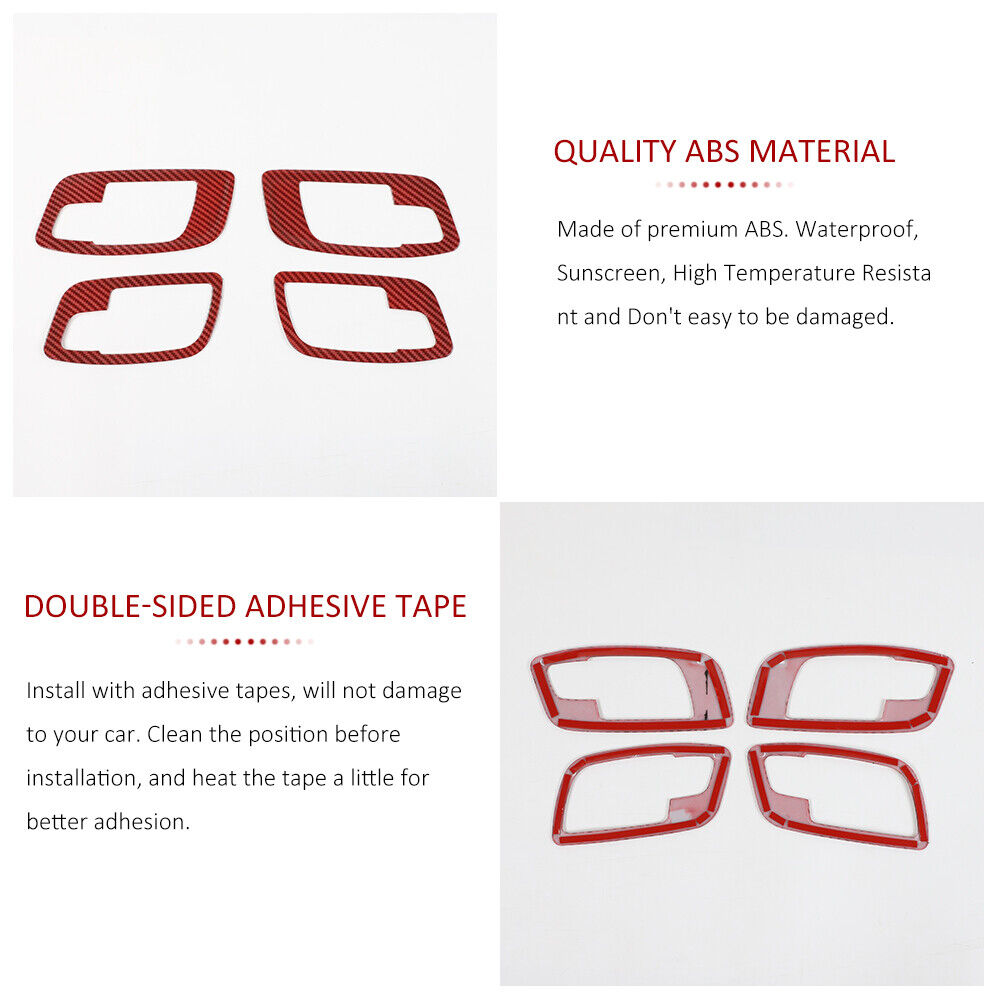 QUALITY ABS MATERIAL
Made of premium ABS. Waterproof,
Sunscreen, High Temperature Resista
nt and Don't easy to be damaged.
DOUBLE-SIDED ADHESIVE TAPE
Install with adhesive tapes, will not damage
to your car. Clean the position before
installation, and heat the tape a little for
better adhesion.